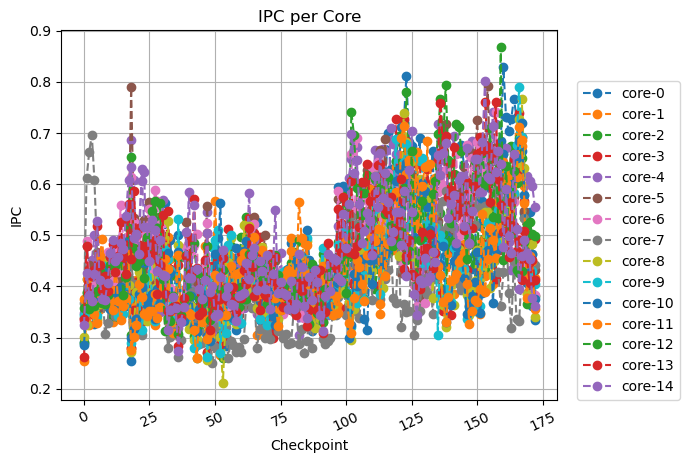 IPC per Core
0.9
0.8
0.7
0.6
0.5
0.4
0.3
0.2
IPC
0
25
50
75
100
125
150
175
Checkpoint
core-0
core-1
core-2
core-3
core-4
core-5
core-6
core-7
core-8
core-9
core-10
core-11
core-12
core-13
core-14